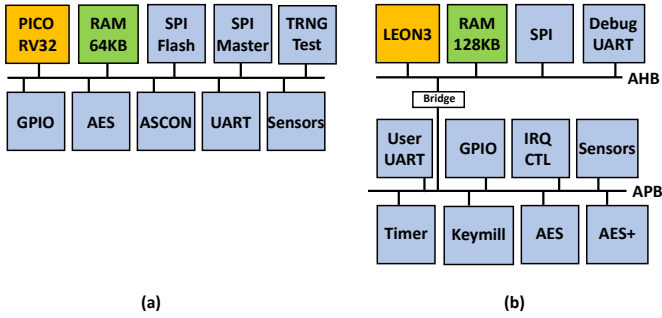 PICO
RV32
RAM
64KB
SPI
Flash
SPI
Master
TRNG
Test
GPIO
AES
ASCON
UART
Sensors
(a)
LEON3
RAM
128KB
SPI
Debug
UART
AHB
Bridge
User
UART
GPIO
IRQ
CTL
Sensors
APB
Timer
Keymill
AES
AES+
(b)